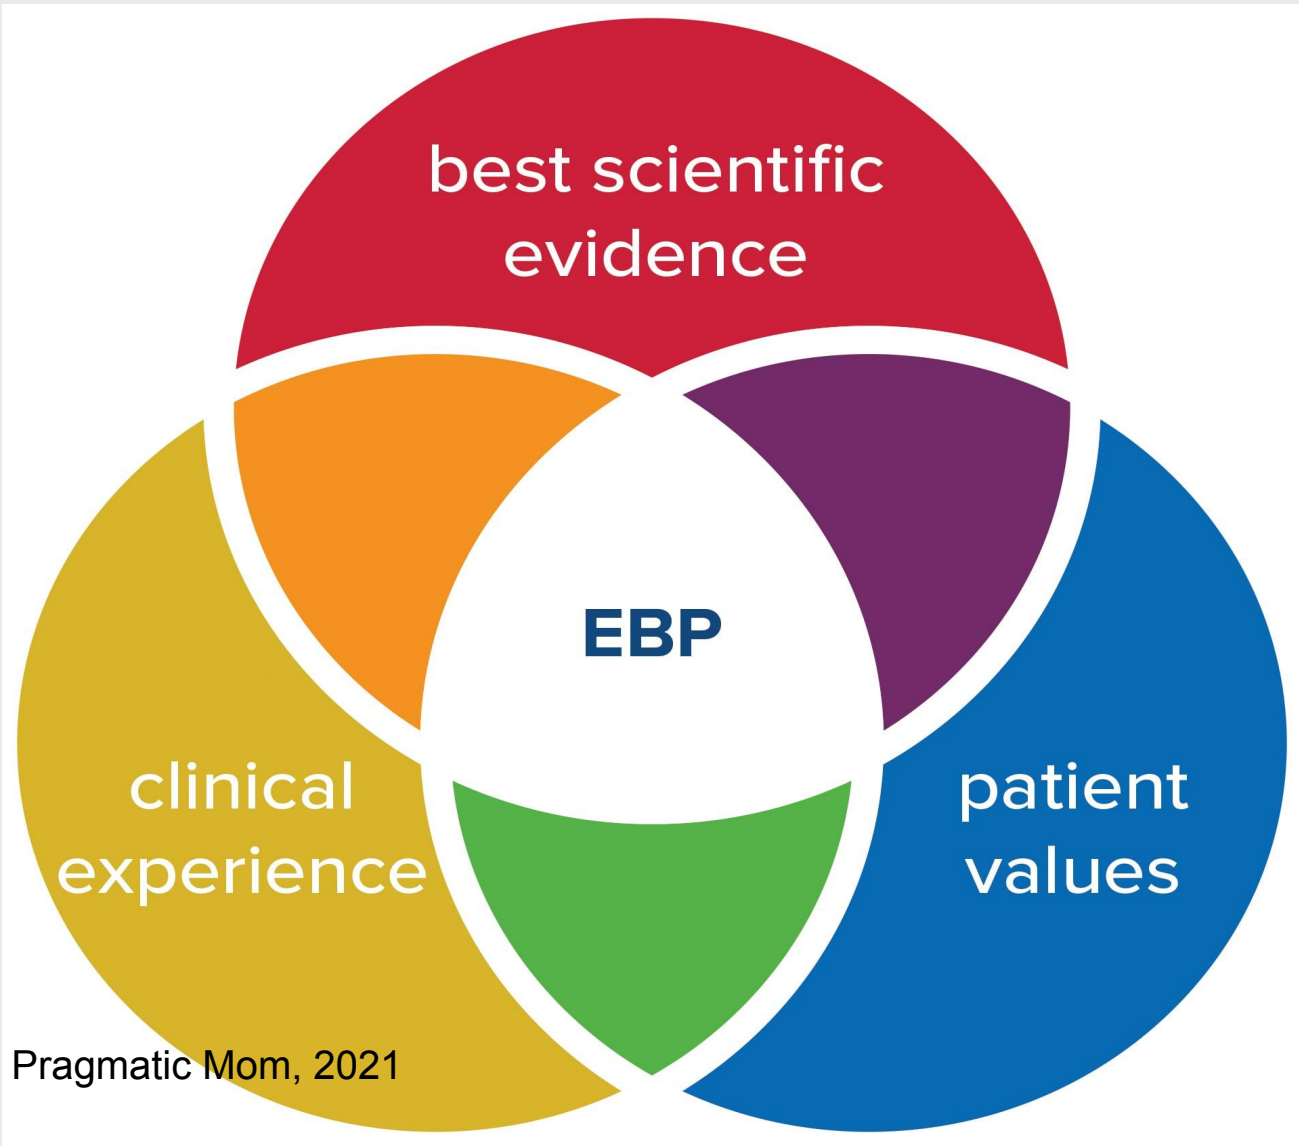 best scientific
evidence
EBP
clinical
experience
patient
values
Pragmatic Mom, 2021